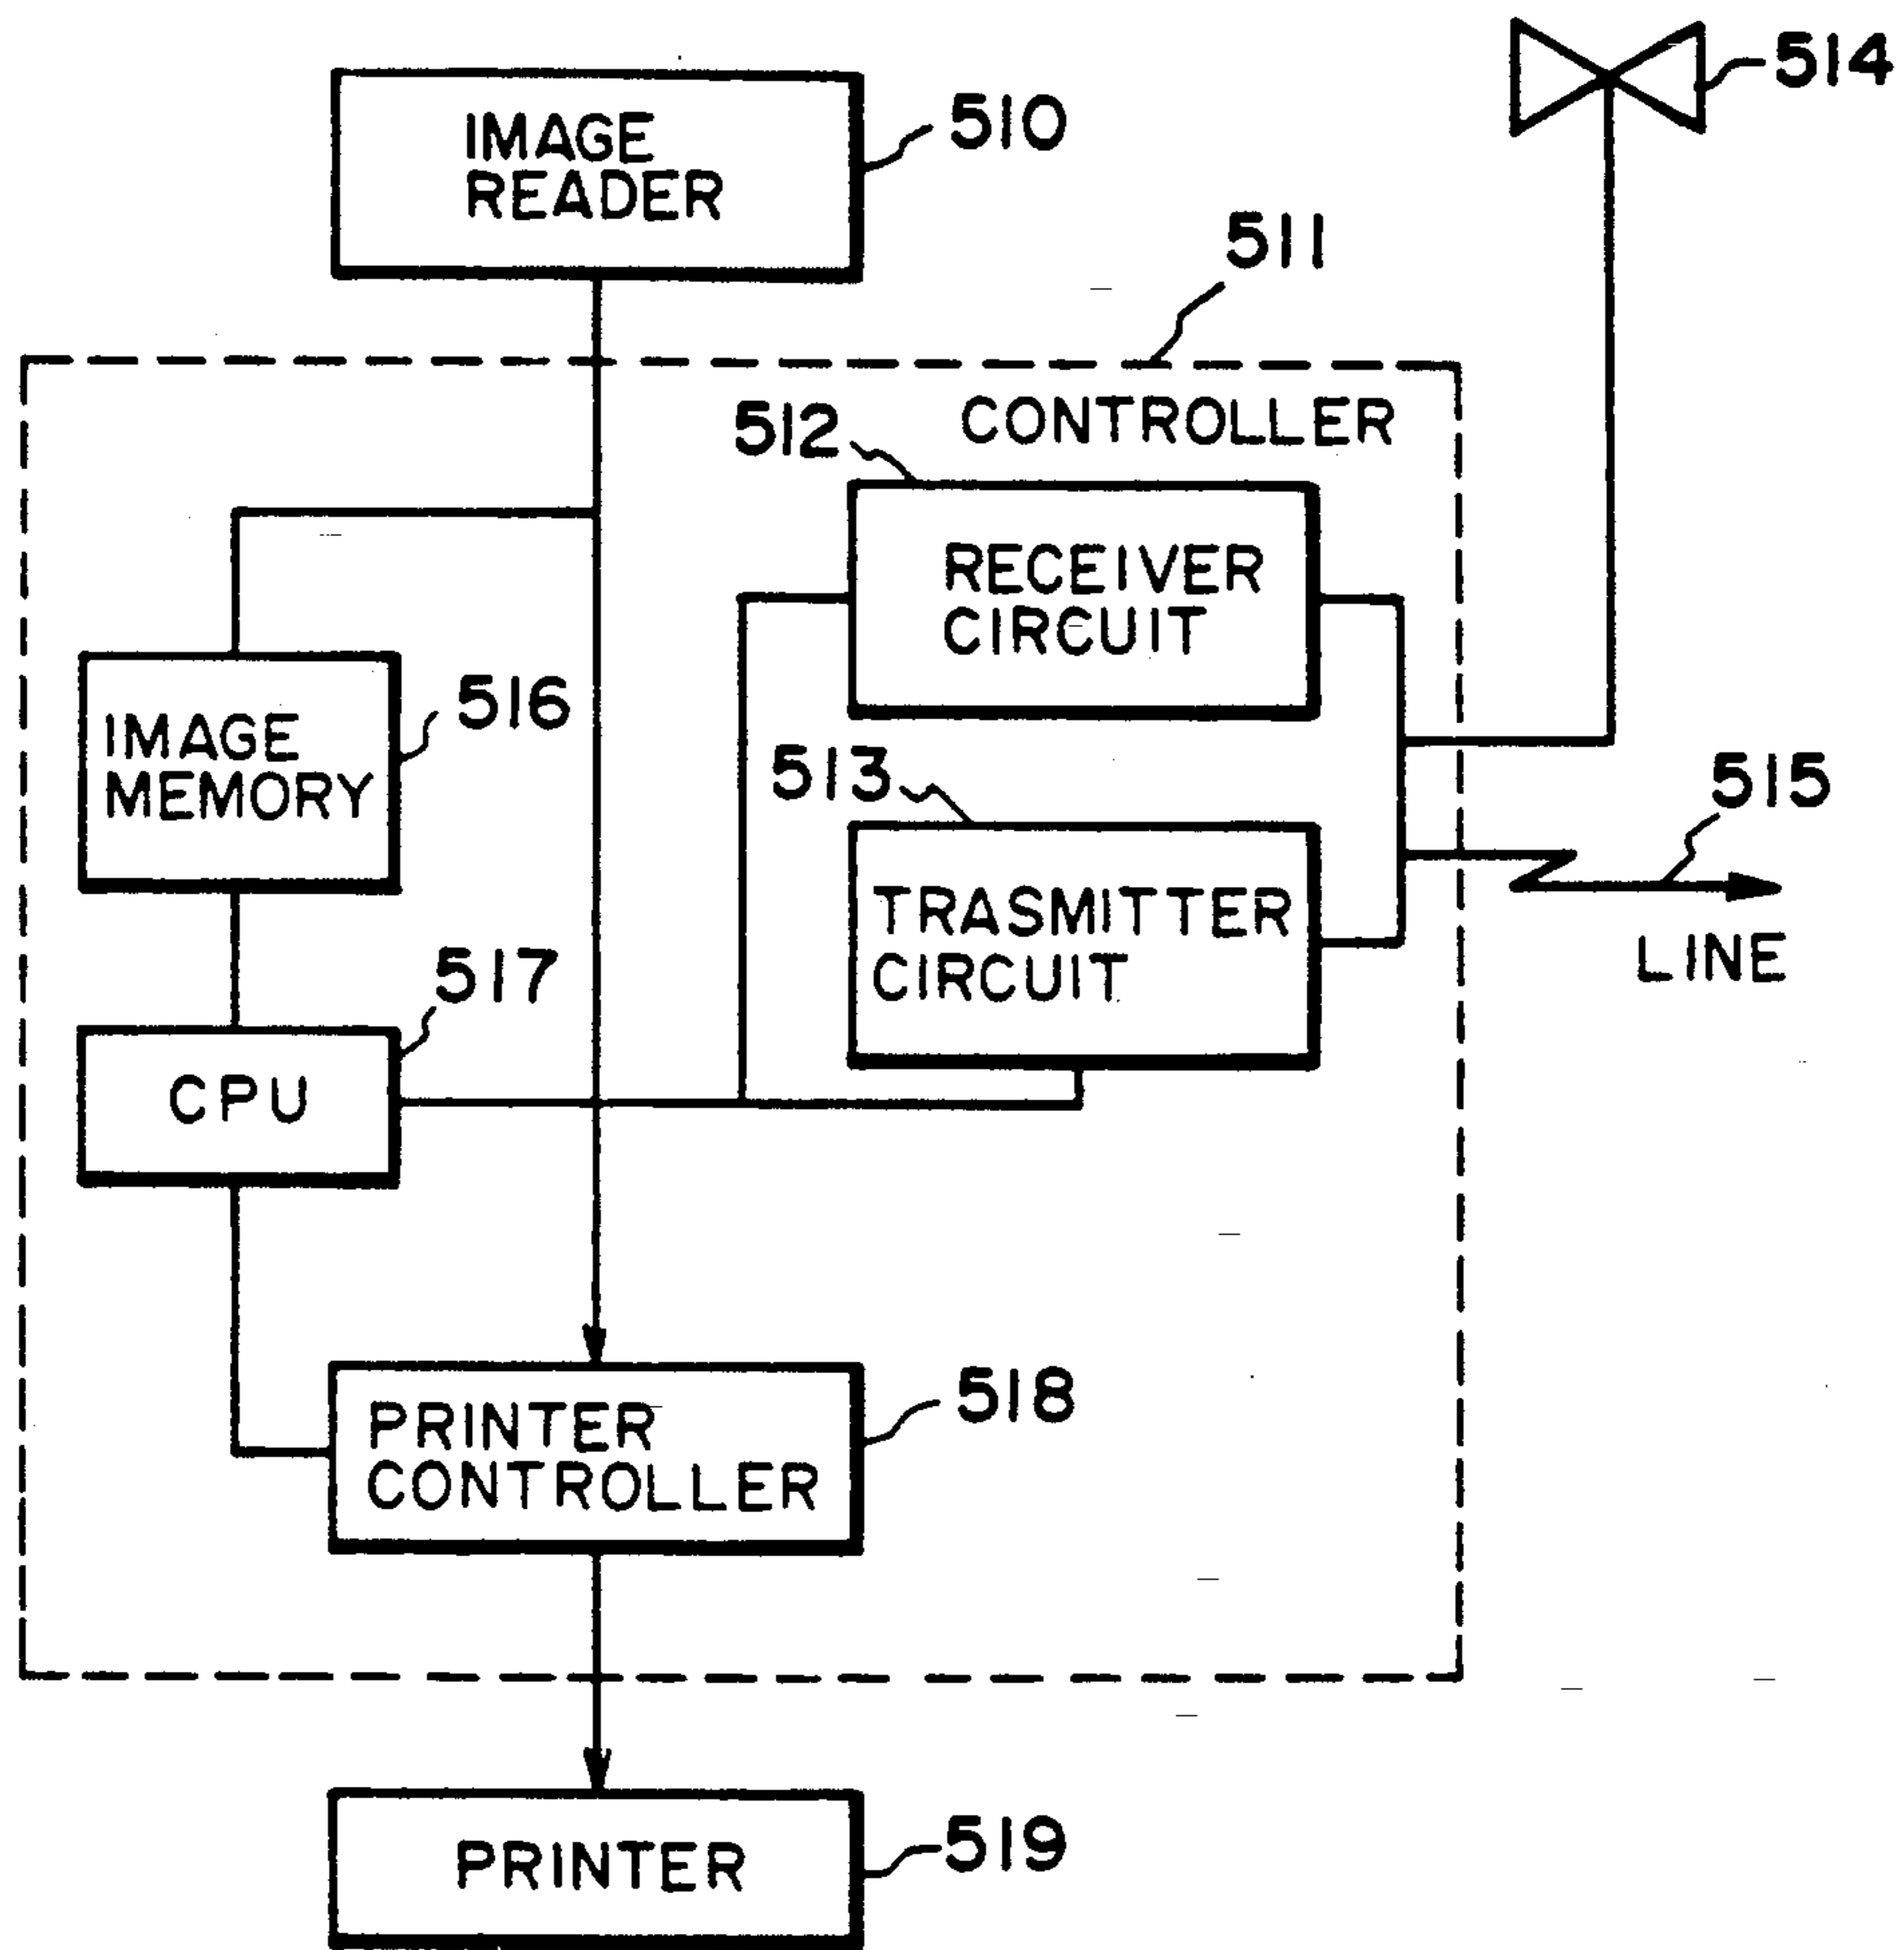 514
IMAGE
READER
510
511
CONTROLLER
512
RECEIVER
CIRCUIT
IMAGE
MEMORY
516
513
515
TRASMITTER
CIRCUIT
LINE
517
CPU
PRINTER
CONTROLLER
518
PRINTER
519